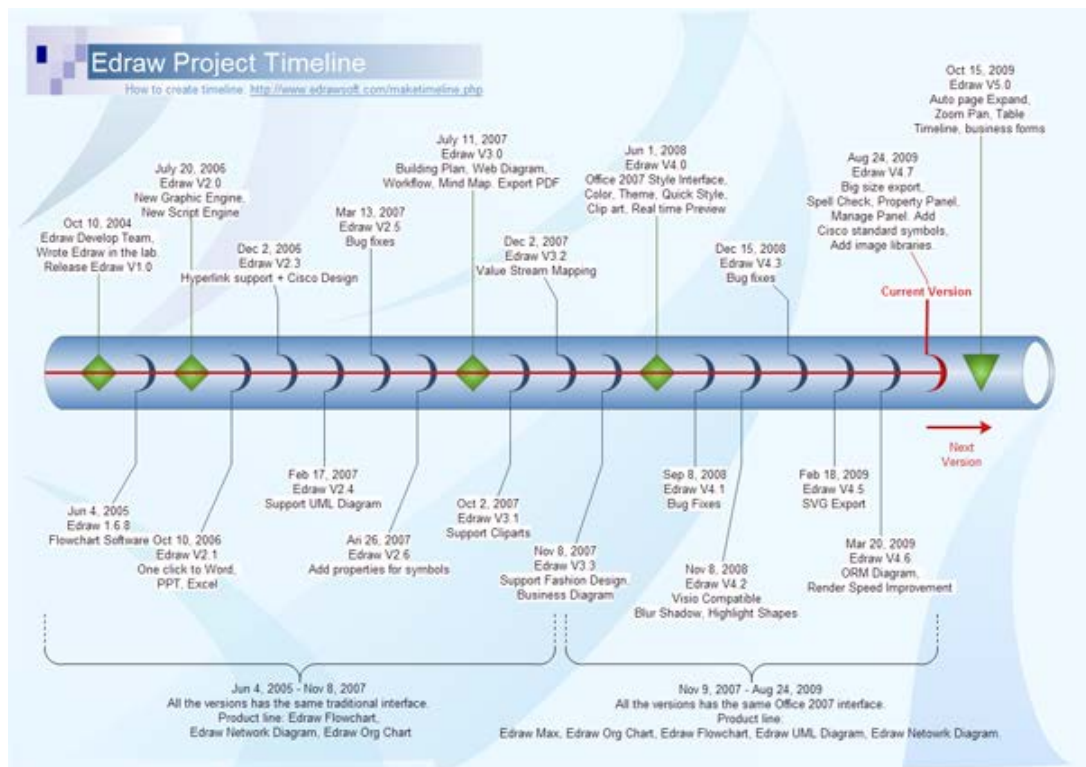 Edraw Project Timeline
How to create timeline: http://www.edrawsoft.com/maketimeline.php
Oct 10, 2004
Edraw Develop Team,
Wrote Edraw in the lab.
Release Edraw V1.0
July 20, 2006
Edraw V2.0
New Graphic Engine,
New Script Engine
Dec 2, 2006
Edraw V2.3
Hyperlink support + Cisco Design
Mar 13, 2007
Edraw V2.5
Bug fixes
July 11, 2007
Edraw V3.0
Building Plan, Web Diagram,
Workflow, Mind Map. Export PDF
Dec 2, 2007
Edraw V3.2
Value Stream Mapping
Jun 1, 2008
Edraw V4.0
Office 2007 Style Interface,
Color, Theme, Quick Style,
Clip art, Real time Preview
Dec 15, 2008
Edraw V4.3
Bug fixes
Aug 24, 2009
Edraw V4.7
Big size export,
Spell Check, Property Panel,
Manage Panel. Add
Cisco standard symbols,
Add image libraries.
Current Version
Oct 15, 2009
Edraw V5.0
Auto page Expand,
Zoom Pan, Table
Timeline, business forms
Next
Version
Jun 4, 2005
Edraw 1.6.8
Flowchart Software
Oct 10, 2006
Edraw V2.1
One click to Word,
PPT, Excel
Feb 17, 2007
Edraw V2.4
Support UML Diagram
Ari 26, 2007
Edraw V2.6
Add properties for symbols
Oct 2, 2007
Edraw V3.1
Support Cliparts
Nov 8, 2007
Edraw V3.3
Support Fashion Design,
Business Diagram
Sep 8, 2008
Edraw V4.1
Bug Fixes
Nov 8, 2008
Edraw V4.2
Visio Compatible
Blur Shadow, Highlight Shapes
Feb 18, 2009
Edraw V4.5
SVG Export
Mar 20, 2009
Edraw V4.6
ORM Diagram,
Render Speed Improvement
Jun 4, 2005 - Nov 8, 2007
All the versions has the same traditional interface.
Product line: Edraw Flowchart,
Edraw Network Diagram, Edraw Org Chart
Nov 9, 2007 - Aug 24, 2009
All the versions has the same Office 2007 interface.
Product line:
Edraw Max, Edraw Org Chart, Edraw Flowchart, Edraw UML Diagram, Edraw Netowrk Diagram.